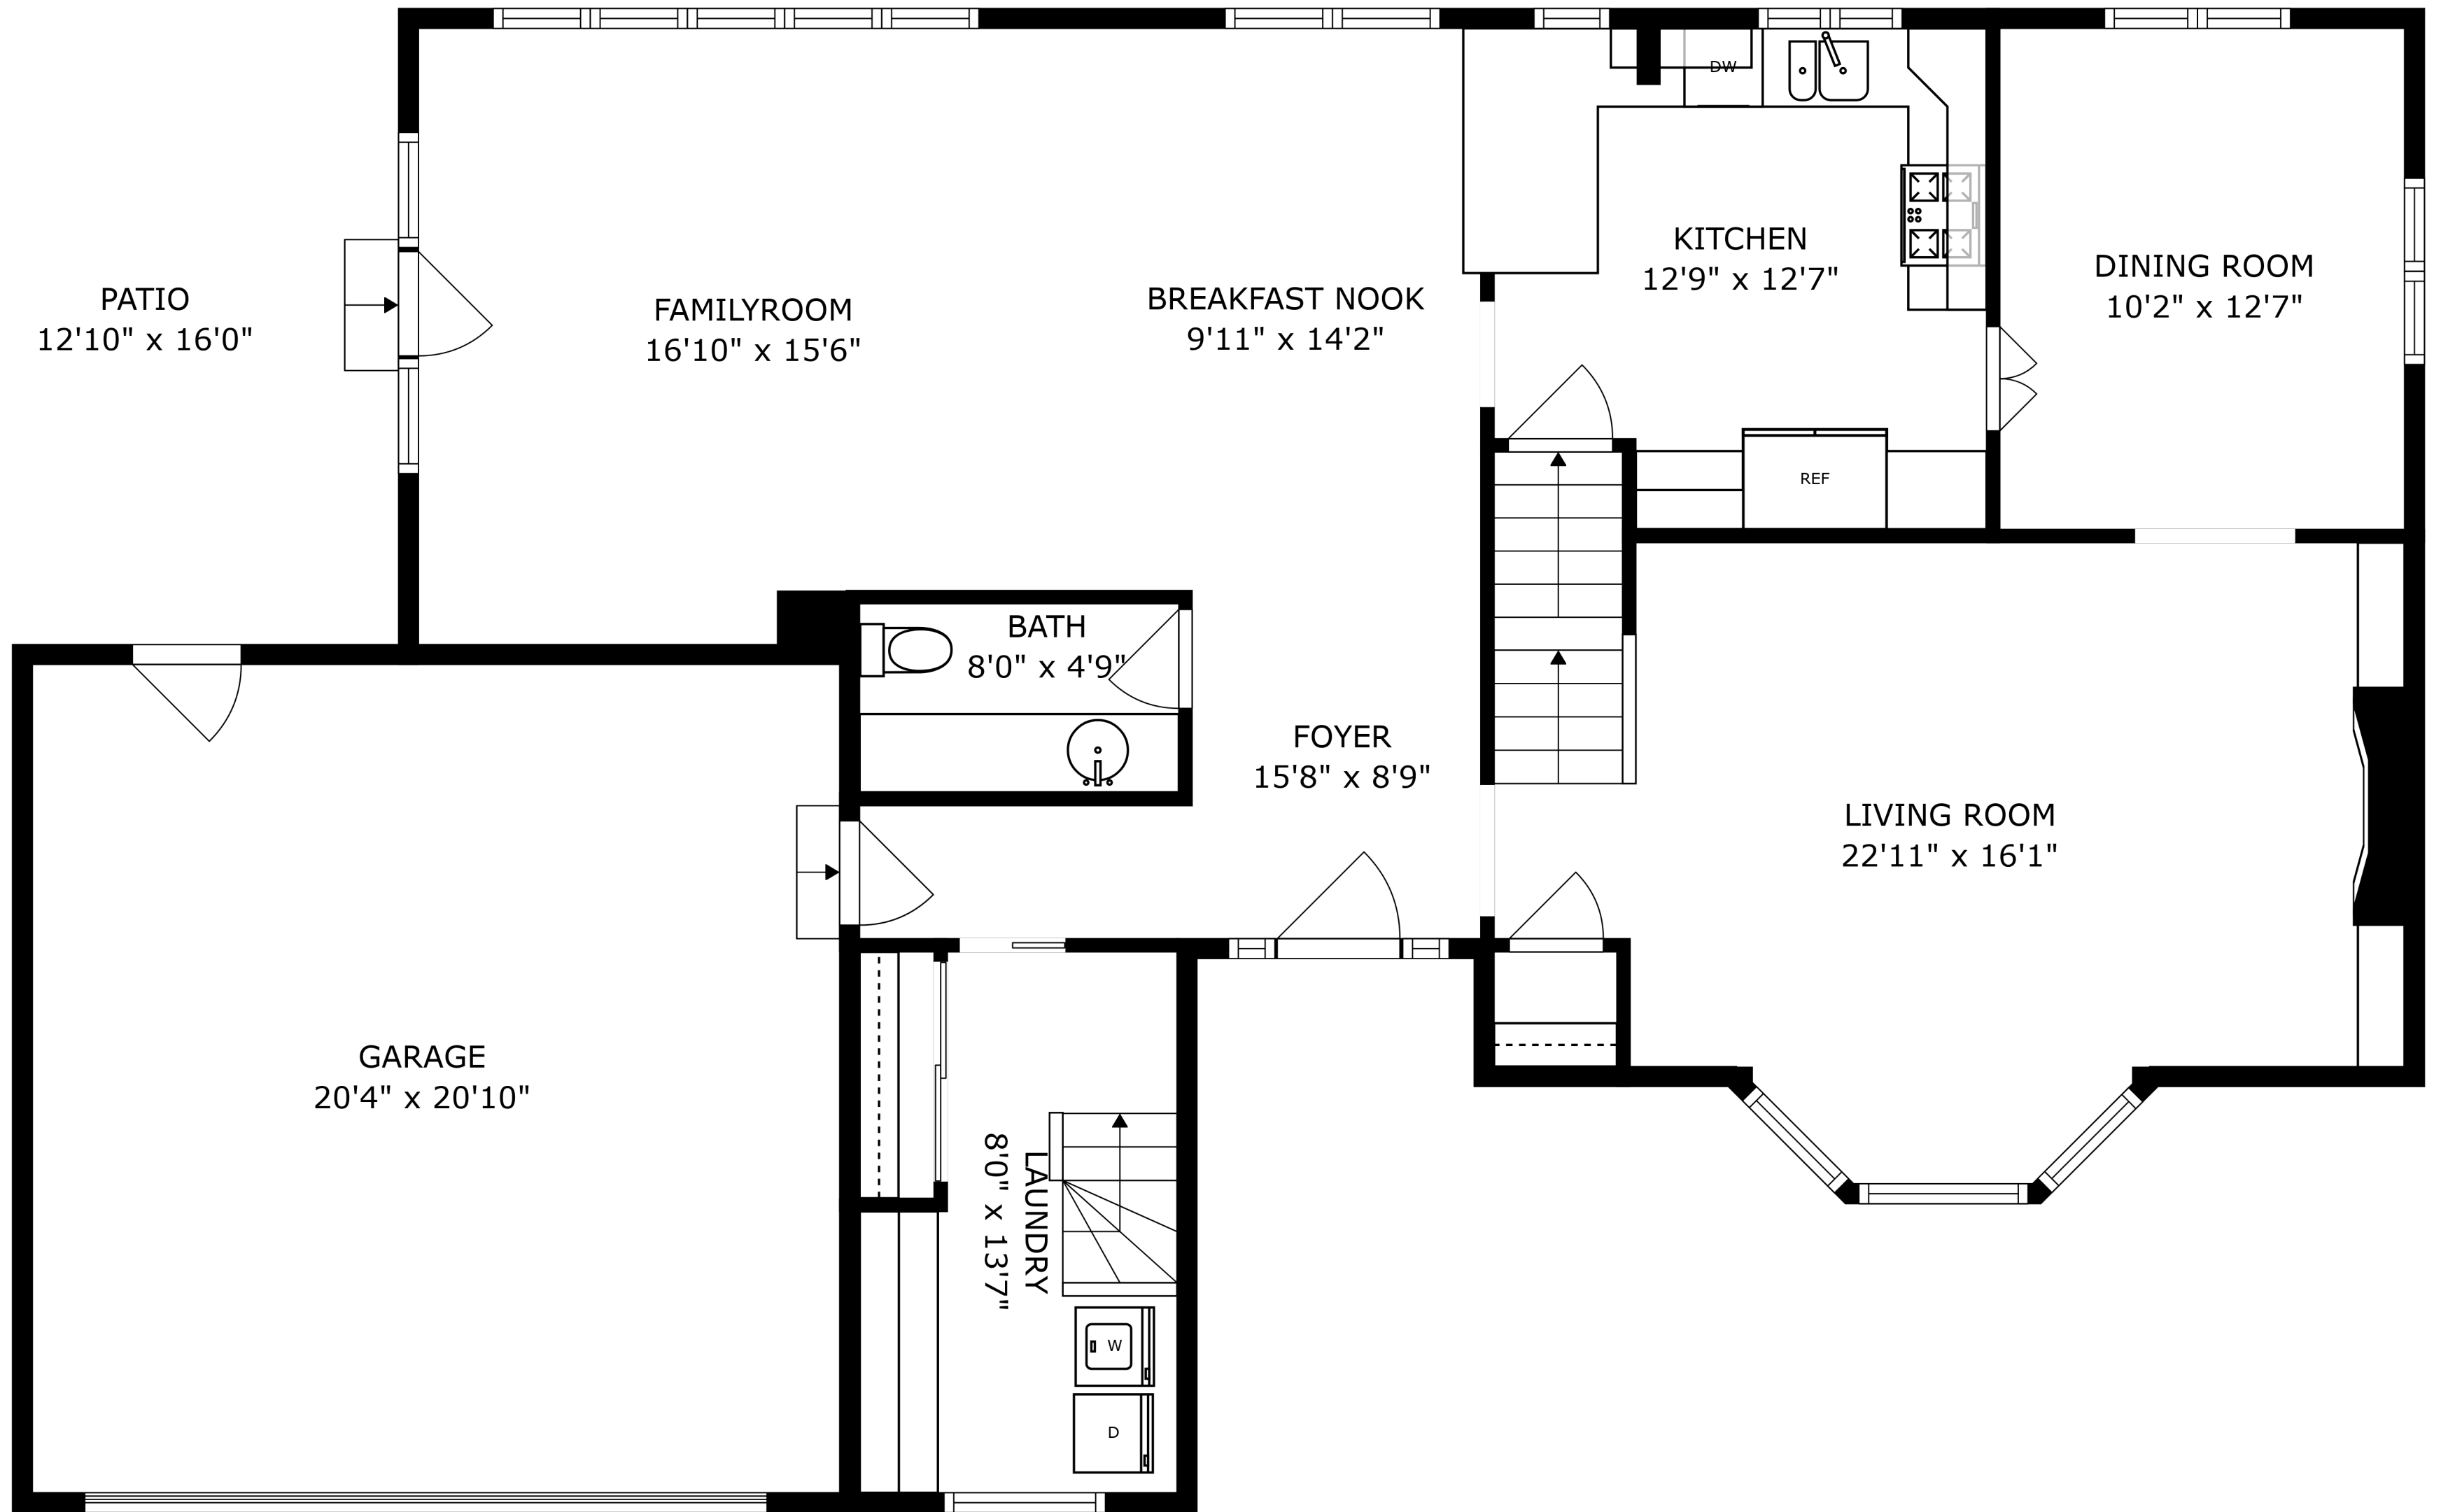 DW
KITCHEN
12'9" x 12'7"
DINING ROOM
10'2" x 12'7"
PATIO
12'10" x 16'0"
FAMILYROOM
16'10" x 15'6"
BREAKFAST NOOK
9'11" x 14'2"
REF
BATH
8'0" x 4'9"
FOYER
15'8" x 8'9"
LIVING ROOM
22'11" x 16'1"
GARAGE
20'4" x 20'10"
LAUNDRY
8'0" x 13'7"
W
D